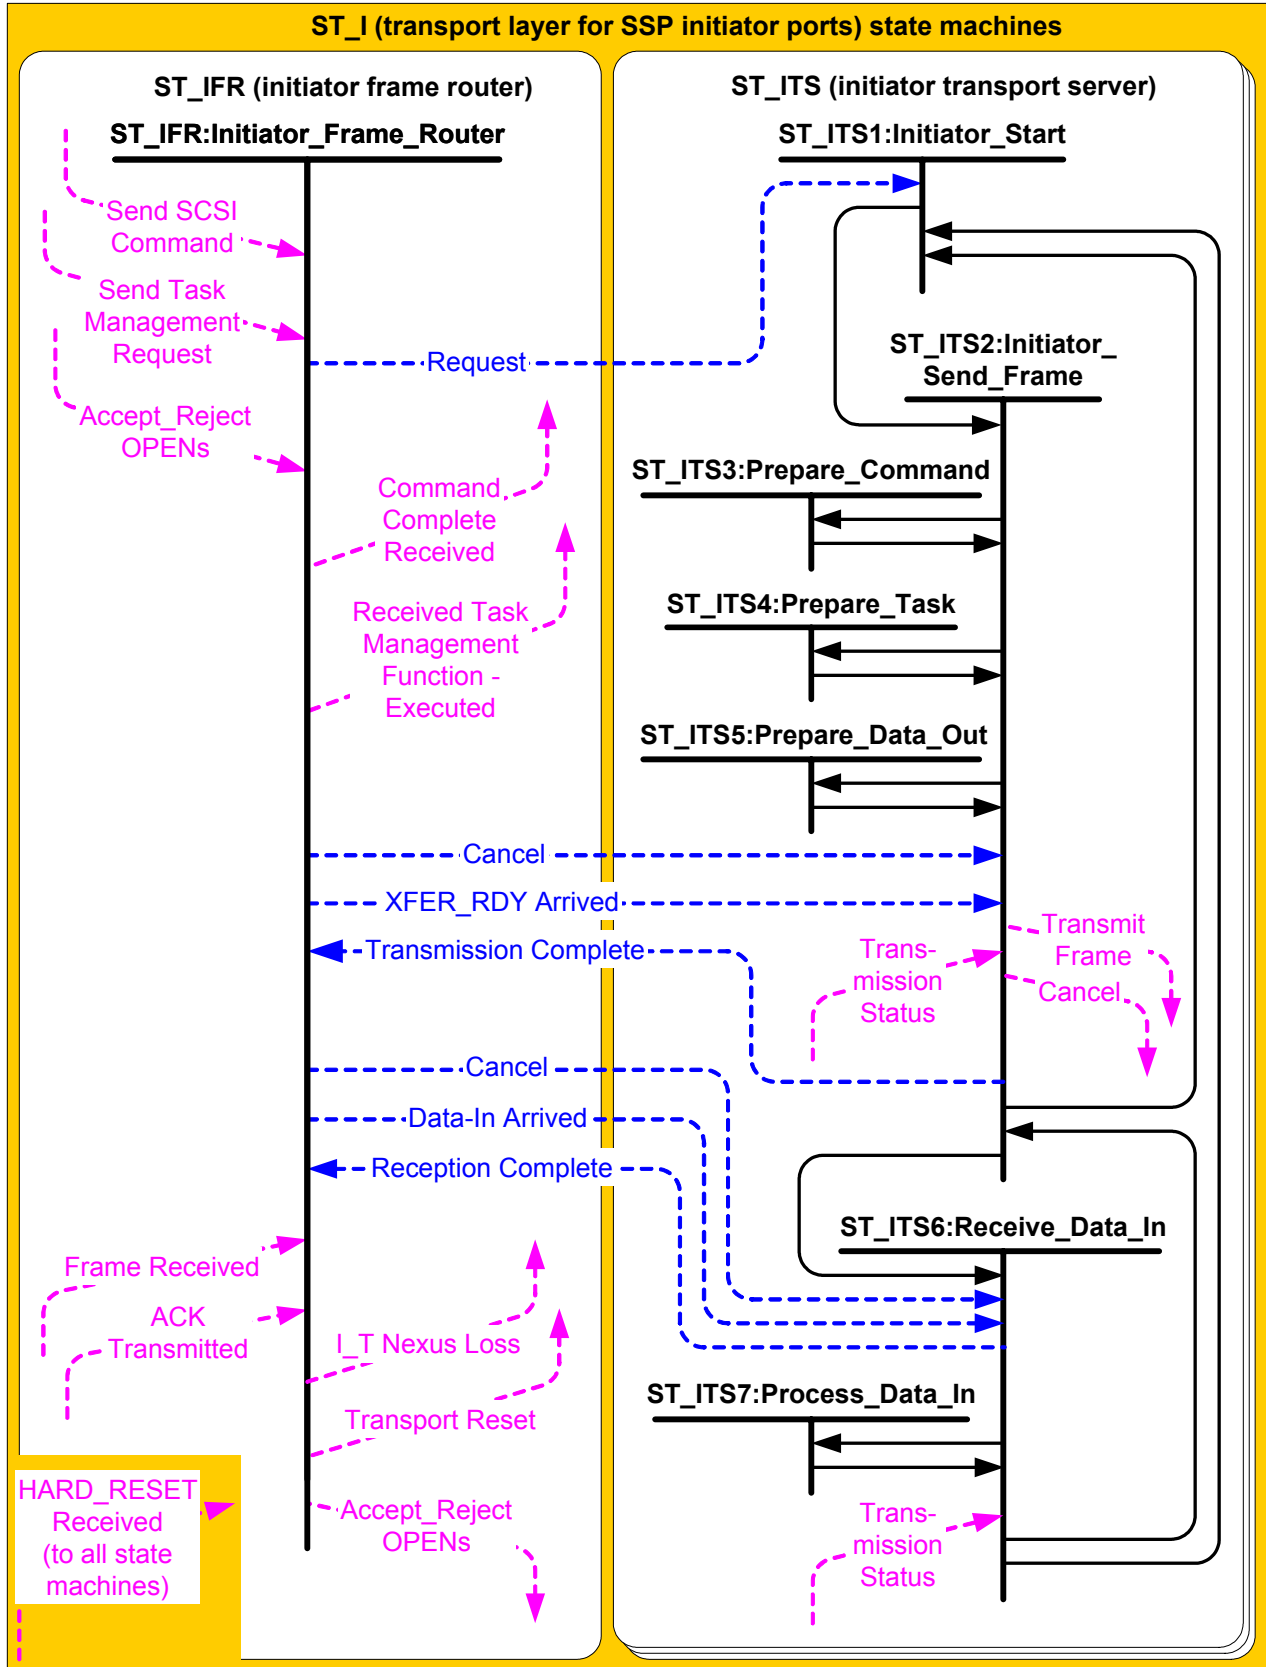 ST_I (transport layer for SSP initiator ports) state machines
ST_IFR (initiator frame router)
ST_IFR:Initiator_Frame_Router
Send SCSI
Command
Send Task
Management
Request
Accept_Reject
OPENs
Request
Command
Complete
Received
Received Task
Management
Function -
Executed
Cancel
XFER_RDY Arrived
Transmission Complete
Cancel
Data-In Arrived
Reception Complete
Frame Received
ACK
Transmitted
I_T Nexus Loss
Transport Reset
HARD_RESET
Received
(to all state
machines)
Accept_Reject
OPENs
ST_ITS (initiator transport server)
ST_ITS1:Initiator_Start
ST_ITS2:Initiator_
Send_Frame
ST_ITS3:Prepare_Command
ST_ITS4:Prepare_Task
ST_ITS5:Prepare_Data_Out
Trans-
mission
Status
Transmit
Frame
Cancel
ST_ITS6:Receive_Data_In
ST_ITS7:Process_Data_In
Trans-
mission
Status